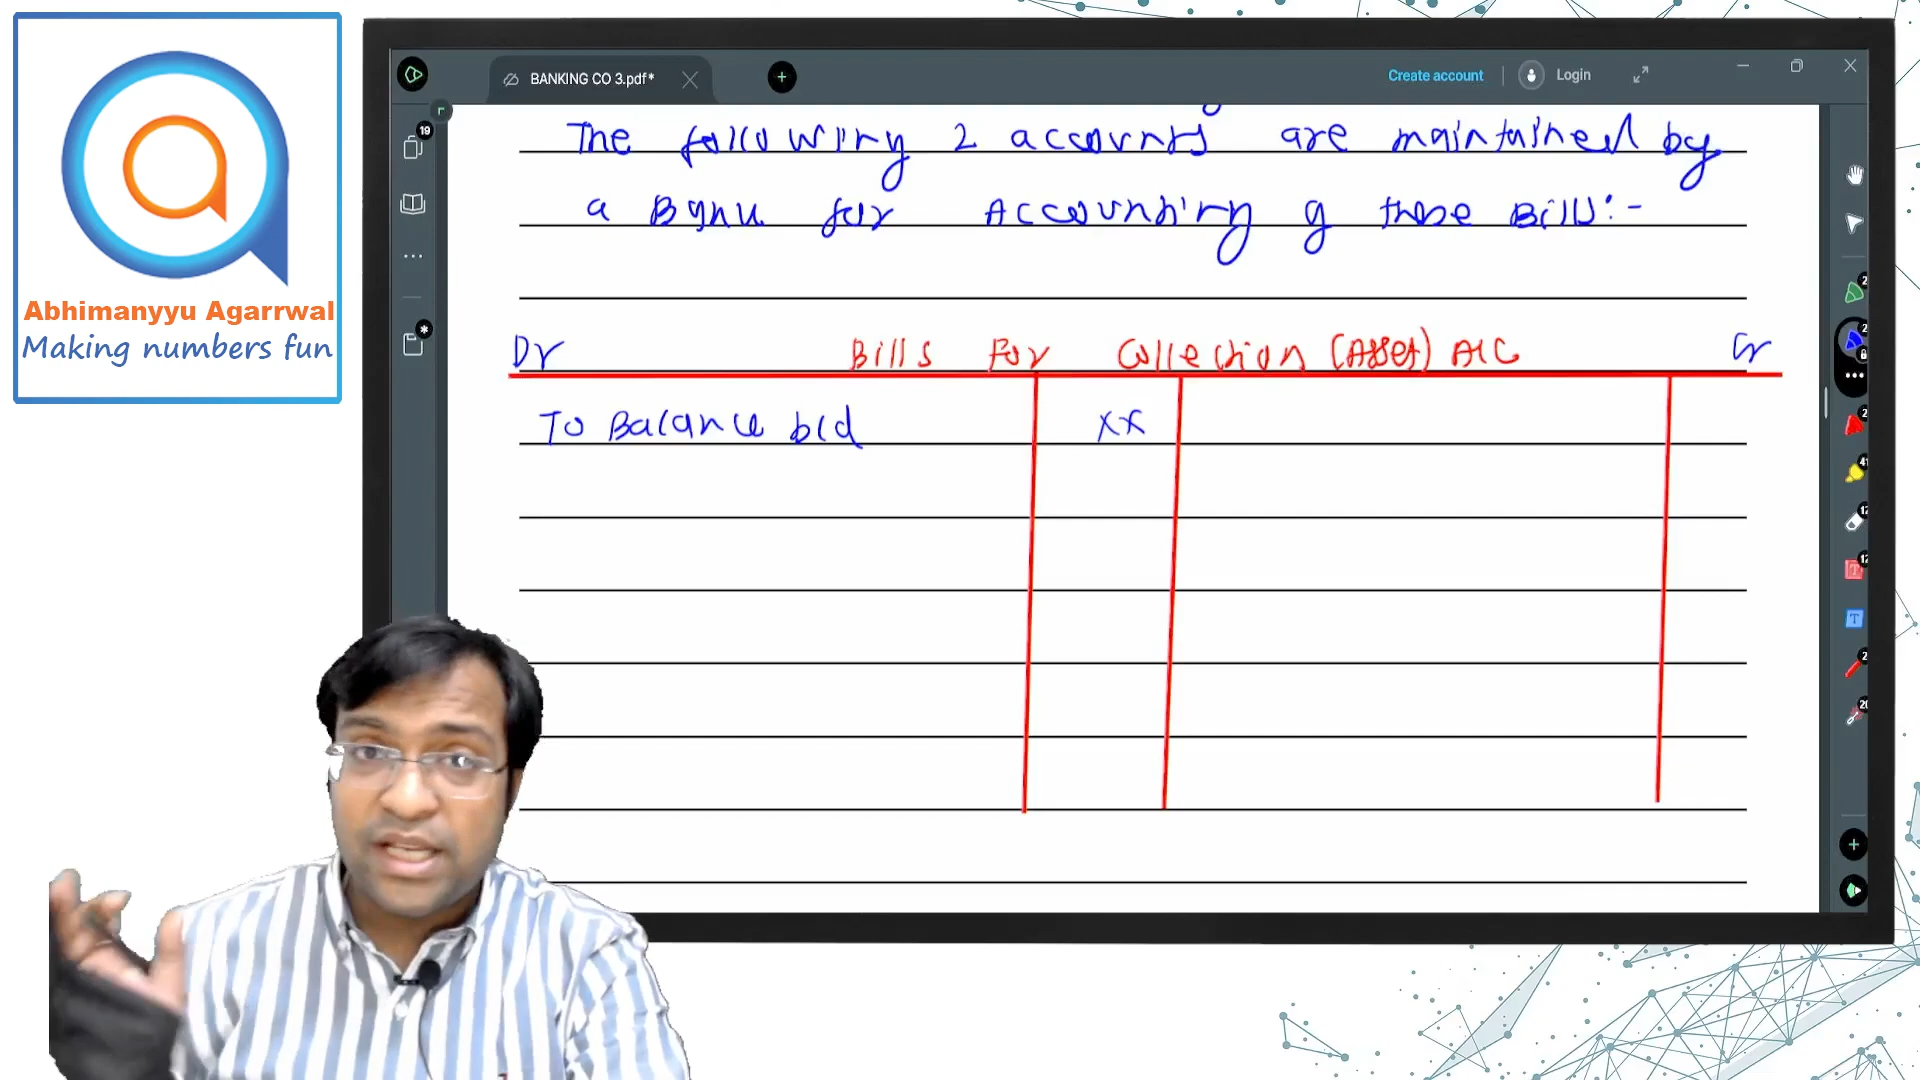 Abhimanyyu Agarrwal
Making numbers fun
BANKING CO 3.pdf*
Create account
Login
19
The following 2 accounts are maintained by
a Bank for Accounting of these Bills:-
Dr Bills For Collection (Asset) A/C Cr
To Balance b/d xx